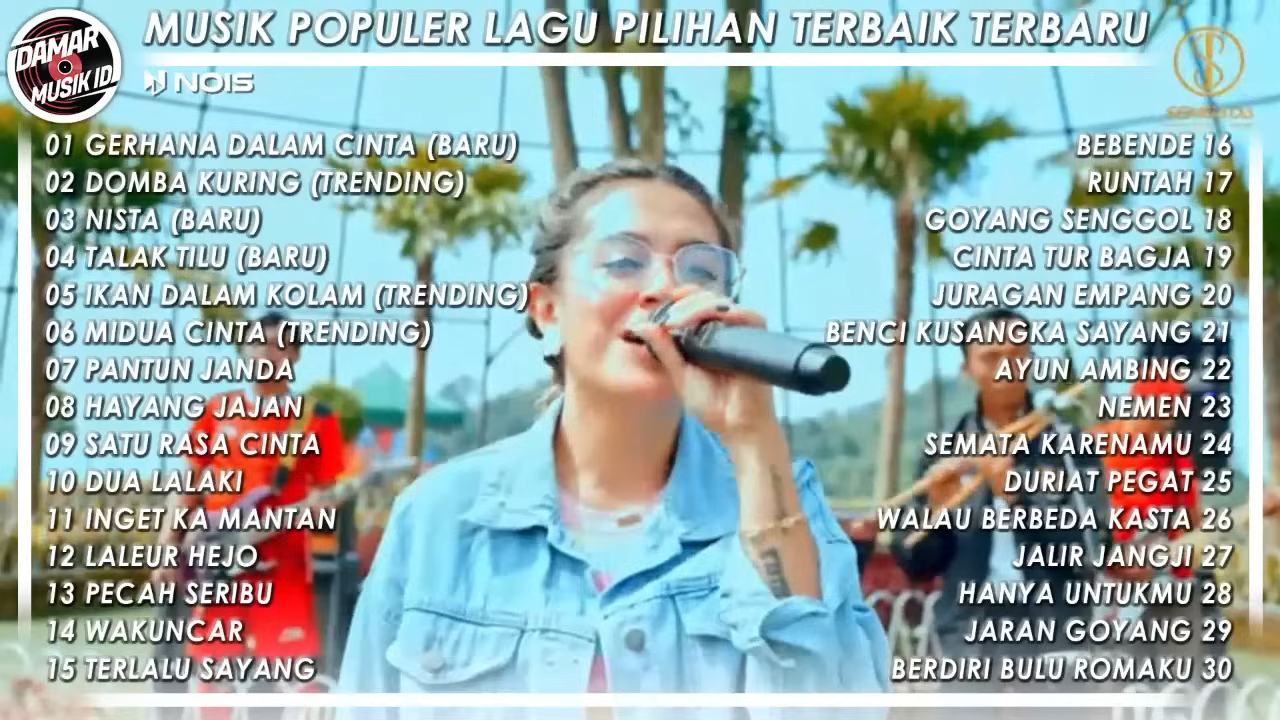 MUSIK POPULER LAGU PILIHAN TERBAIK TERBARU
DAMAR
MUSIK ID
NOIS
01 GERHANA DALAM CINTA (BARU)
02 DOMBA KURING (TRENDING)
03 NISTA (BARU)
04 TALAK TILU (BARU)
05 IKAN DALAM KOLAM (TRENDING)
06 MIDUA CINTA (TRENDING)
07 PANTUN JANDA
08 HAYANG JAJAN
09 SATU RASA CINTA
10 DUA LALAKI
11 INGET KA MANTAN
12 LALEUR HEJO
13 PECAH SERIBU
14 WAKUNCAR
15 TERLALU SAYANG
BEBENDE 16
RUNTAH 17
GOYANG SENGGOL 18
CINTA TUR BAGJA 19
JURAGAN EMPANG 20
BENCI KUSANGKA SAYANG 21
AYUN AMBING 22
NEMEN 23
SEMATA KARENAMU 24
DURIAT PEGAT 25
WALAU BERBEDA KASTA 26
JALIR JANGJI 27
HANYA UNTUKMU 28
JARAN GOYANG 29
BERDIRI BULU ROMAKU 30